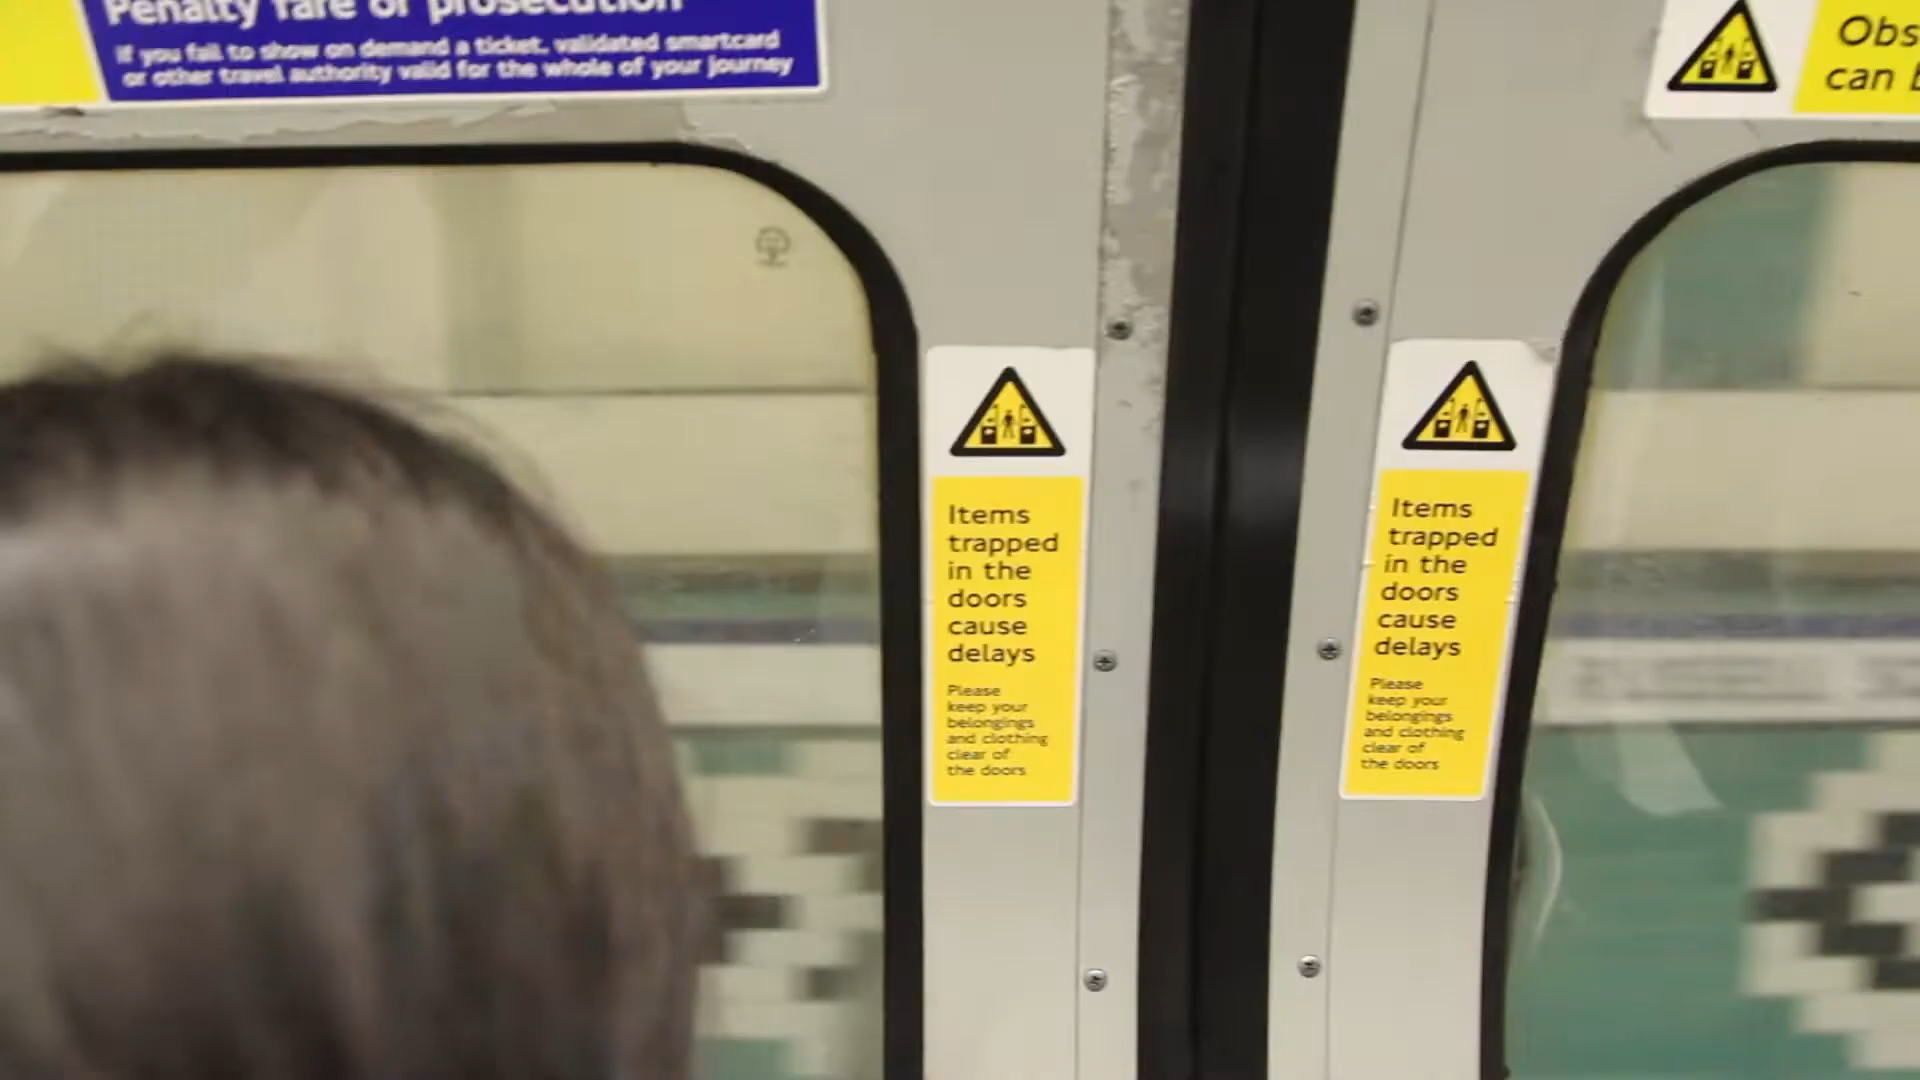 Penalty fare or prosecution
If you fail to show on demand a ticket, validated smartcard
or other travel authority valid for the whole of your journey
Obs
can b
Items
trapped
in the
doors
cause
delays
Please
keep your
belongings
and clothing
clear of
the doors
Items
trapped
in the
doors
cause
delays
Please
keep your
belongings
and clothing
clear of
the doors